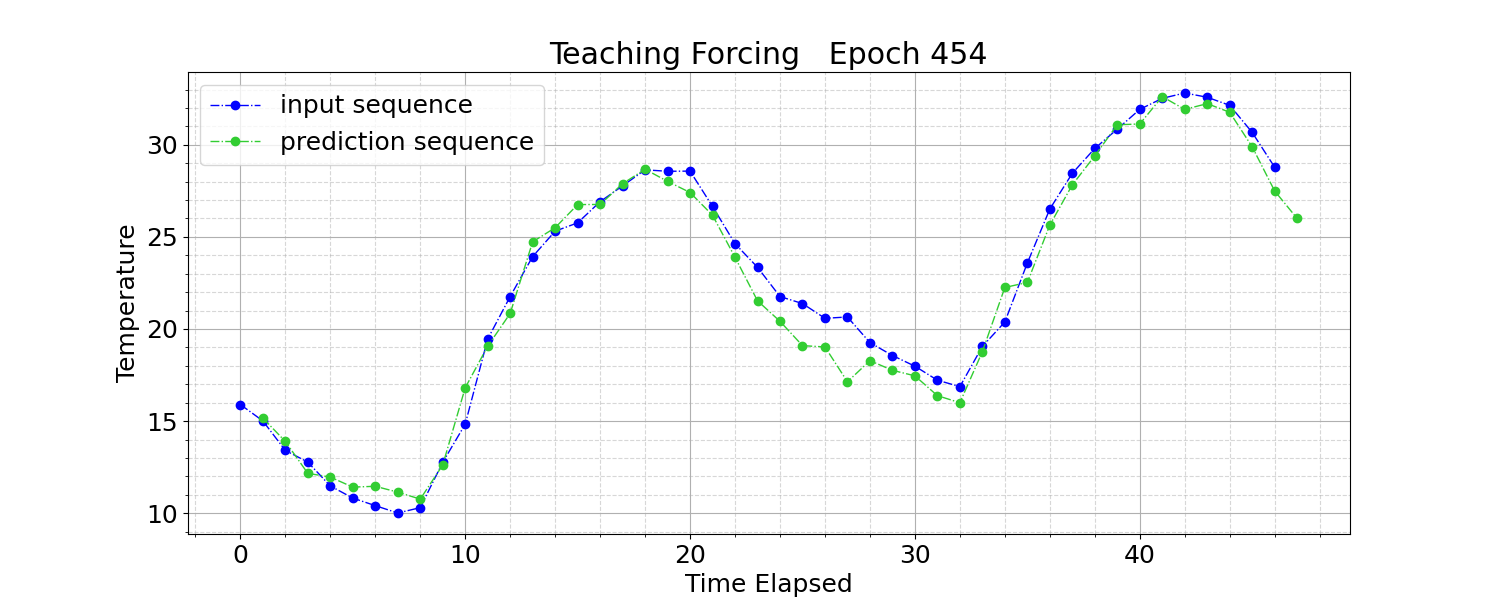 Teaching Forcing   Epoch 454
input sequence
prediction sequence
30
25
20
15
10
Temperature
0 10 20 30 40
Time Elapsed